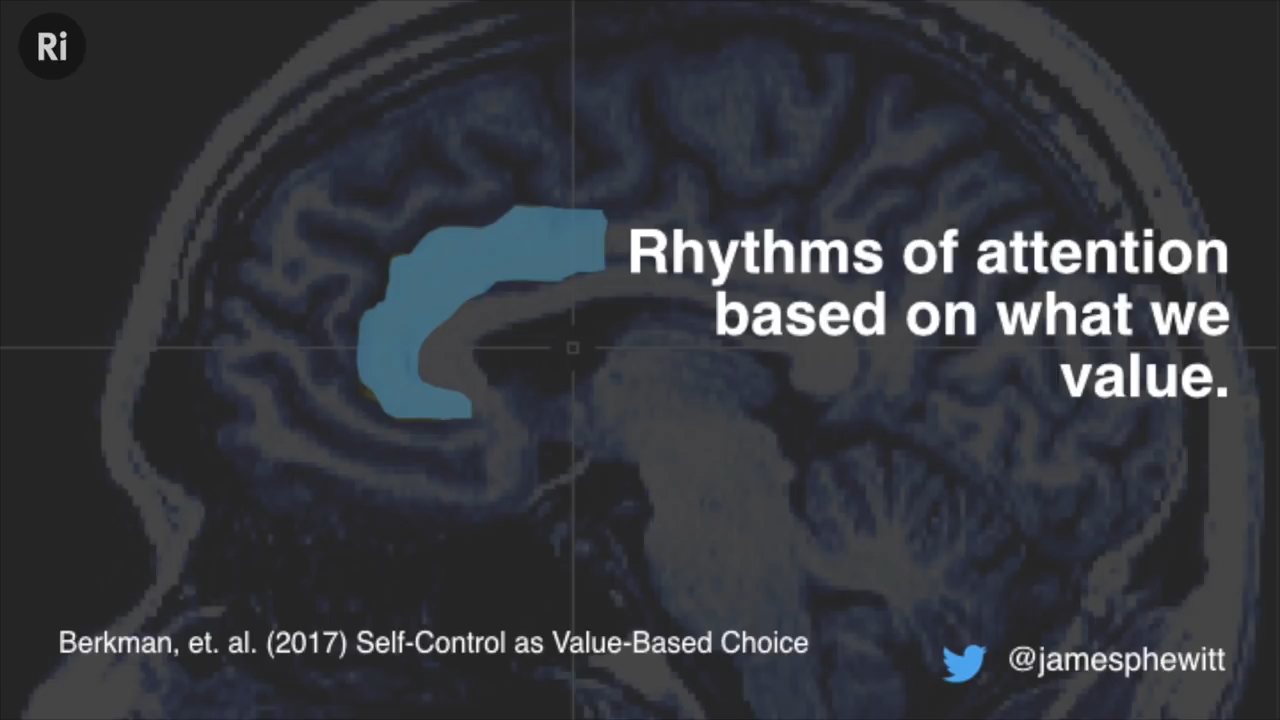 Ri
Rhythms of attention
based on what we
value.
Berkman, et. al. (2017) Self-Control as Value-Based Choice
@jamesphewitt